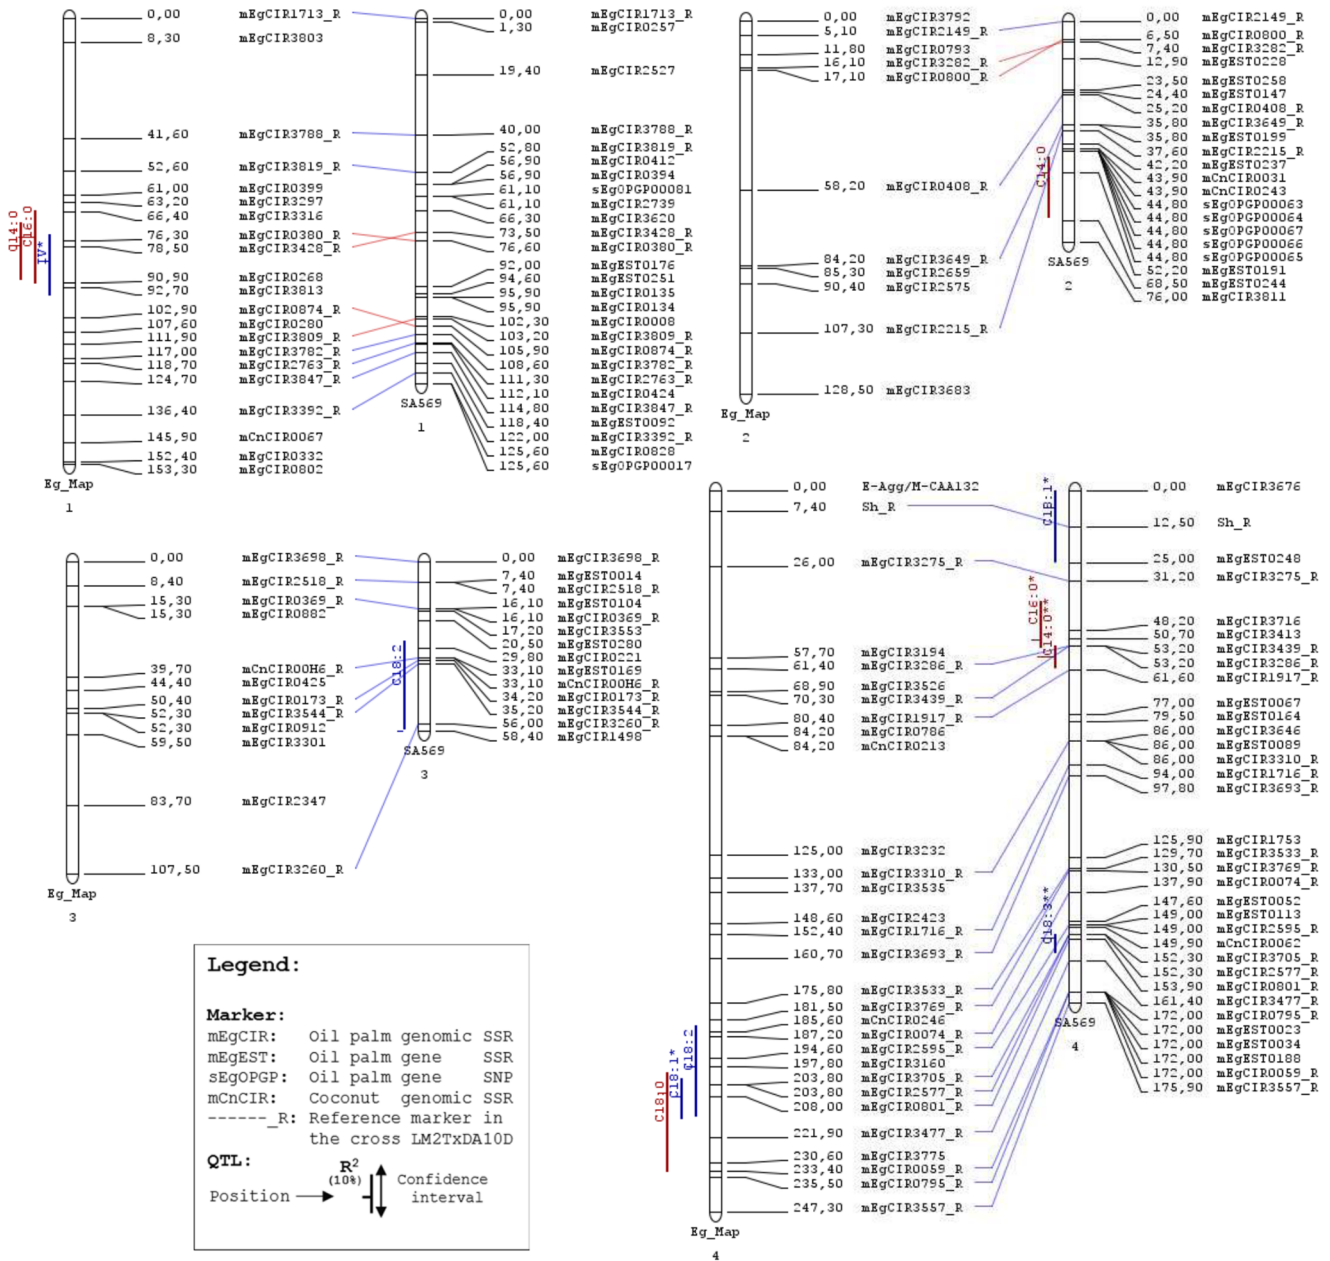 0,00 mEgCIR1713_R
8,30 mEgCIR3803
41,60 mEgCIR3788_R
52,60 mEgCIR3819_R
61,00 mEgCIR0399
63,20 mEgCIR3297
66,40 mEgCIR3316
76,30 mEgCIR0380_R
78,50 mEgCIR3428_R
90,90 mEgCIR0268
92,70 mEgCIR3813
102,90 mEgCIR0874_R
107,60 mEgCIR0280
111,90 mEgCIR3809_R
117,00 mEgCIR3782_R
118,70 mEgCIR2763_R
124,70 mEgCIR3847_R
136,40 mEgCIR3392_R
145,90 mCnCIR0067
152,40 mEgCIR0332
153,30 mEgCIR0802
Eg_Map
1
C14:0
C16:0
IV*
0,00 mEgCIR1713_R
1,30 mEgCIR0257
19,40 mEgCIR2527
40,00 mEgCIR3788_R
52,80 mEgCIR3819_R
56,90 mEgCIR0412
56,90 mEgCIR0394
61,10 sEgOPGP00081
61,10 mEgCIR2739
66,30 mEgCIR3620
73,50 mEgCIR3428_R
76,60 mEgCIR0380_R
92,00 mEgEST0176
94,60 mEgEST0251
95,90 mEgCIR0135
95,90 mEgCIR0134
102,30 mEgCIR0008
103,20 mEgCIR3809_R
105,90 mEgCIR0874_R
108,60 mEgCIR3782_R
111,30 mEgCIR2763_R
112,10 mEgCIR0424
114,80 mEgCIR3847_R
118,40 mEgEST0092
122,00 mEgCIR3392_R
125,60 mEgCIR0828
125,60 sEgOPGP00017
SA569
1
0,00 mEgCIR3792
5,10 mEgCIR2149_R
11,80 mEgCIR0793
16,10 mEgCIR3282_R
17,10 mEgCIR0800_R
58,20 mEgCIR0408_R
84,20 mEgCIR3649_R
85,30 mEgCIR2659
90,40 mEgCIR2575
107,30 mEgCIR2215_R
128,50 mEgCIR3683
Eg_Map
2
C14:0
0,00 mEgCIR2149_R
6,50 mEgCIR0800_R
7,40 mEgCIR3282_R
12,90 mEgEST0228
23,50 mEgEST0258
24,40 mEgEST0147
25,20 mEgCIR0408_R
35,80 mEgCIR3649_R
35,80 mEgEST0199
37,60 mEgCIR2215_R
42,20 mEgEST0237
43,90 mCnCIR0031
43,90 mCnCIR0243
44,80 sEgOPGP00063
44,80 sEgOPGP00064
44,80 sEgOPGP00067
44,80 sEgOPGP00066
44,80 sEgOPGP00065
52,20 mEgEST0191
68,50 mEgEST0244
76,00 mEgCIR3811
SA569
2
0,00 mEgCIR3698_R
8,40 mEgCIR2518_R
15,30 mEgCIR0369_R
15,30 mEgCIR0882
39,70 mCnCIR00H6_R
44,40 mEgCIR0425
50,40 mEgCIR0173_R
52,30 mEgCIR3544_R
52,30 mEgCIR0912
59,50 mEgCIR3301
83,70 mEgCIR2347
107,50 mEgCIR3260_R
Eg_Map
3
C18:2
0,00 mEgCIR3698_R
7,40 mEgEST0014
7,40 mEgCIR2518_R
16,10 mEgEST0104
16,10 mEgCIR0369_R
17,20 mEgCIR3553
20,50 mEgEST0280
29,80 mEgCIR0221
33,10 mEgEST0169
33,10 mCnCIR00H6_R
34,20 mEgCIR0173_R
35,20 mEgCIR3544_R
56,00 mEgCIR3260_R
58,40 mEgCIR1498
SA569
3
0,00 E-Agg/M-CAA132
7,40 Sh_R
26,00 mEgCIR3275_R
57,70 mEgCIR3194
61,40 mEgCIR3286_R
68,90 mEgCIR3526
70,30 mEgCIR3439_R
80,40 mEgCIR1917_R
84,20 mEgCIR0786
84,20 mCnCIR0213
125,00 mEgCIR3232
133,00 mEgCIR3310_R
137,70 mEgCIR3535
148,60 mEgCIR2423
152,40 mEgCIR1716_R
160,70 mEgCIR3693_R
175,80 mEgCIR3533_R
181,50 mEgCIR3769_R
185,60 mCnCIR0246
187,20 mEgCIR0074_R
194,60 mEgCIR2595_R
197,80 mEgCIR3160
203,80 mEgCIR3705_R
203,80 mEgCIR2577_R
208,00 mEgCIR0801_R
221,90 mEgCIR3477_R
230,60 mEgCIR3775
233,40 mEgCIR0059_R
235,50 mEgCIR0795_R
247,30 mEgCIR3557_R
Eg_Map
4
C18:0
C18:1*
C18:2
C18:1*
C16:0*
C14:0**
C18:3**
0,00 mEgCIR3676
12,50 Sh_R
25,00 mEgEST0248
31,20 mEgCIR3275_R
48,20 mEgCIR3716
50,70 mEgCIR3413
53,20 mEgCIR3439_R
53,20 mEgCIR3286_R
61,60 mEgCIR1917_R
77,00 mEgEST0067
79,50 mEgEST0164
86,00 mEgCIR3646
86,00 mEgEST0089
86,00 mEgCIR3310_R
94,00 mEgCIR1716_R
97,80 mEgCIR3693_R
125,90 mEgCIR1753
129,70 mEgCIR3533_R
130,50 mEgCIR3769_R
137,90 mEgCIR0074_R
147,60 mEgEST0052
149,00 mEgEST0113
149,00 mEgCIR2595_R
149,90 mCnCIR0062
152,30 mEgCIR3705_R
152,30 mEgCIR2577_R
153,90 mEgCIR0801_R
161,40 mEgCIR3477_R
172,00 mEgCIR0795_R
172,00 mEgEST0023
172,00 mEgEST0034
172,00 mEgEST0188
172,00 mEgCIR0059_R
175,90 mEgCIR3557_R
SA569
4
Legend:
Marker:
mEgCIR: Oil palm genomic SSR
mEgEST: Oil palm gene SSR
sEgOPGP: Oil palm gene SNP
mCnCIR: Coconut genomic SSR
------_R: Reference marker in
the cross LM2TxDA10D
QTL:
R²
(10%)
Position
Confidence
interval